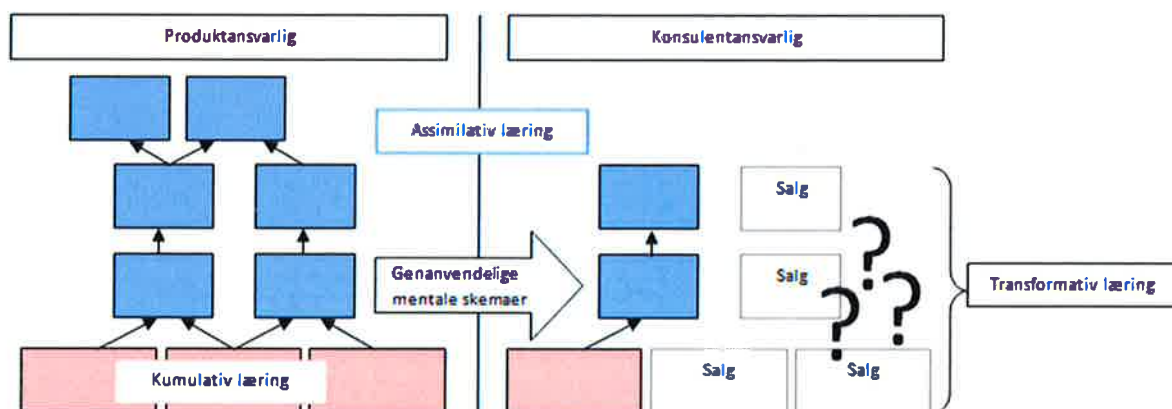 Produktansvarlig
Konsulentansvarlig
Assimilativ læring
Salg
Genanvendelige
mentale skemaer
Salg
?
?
?
Transformativ læring
Kumulativ læring
Salg
Salg